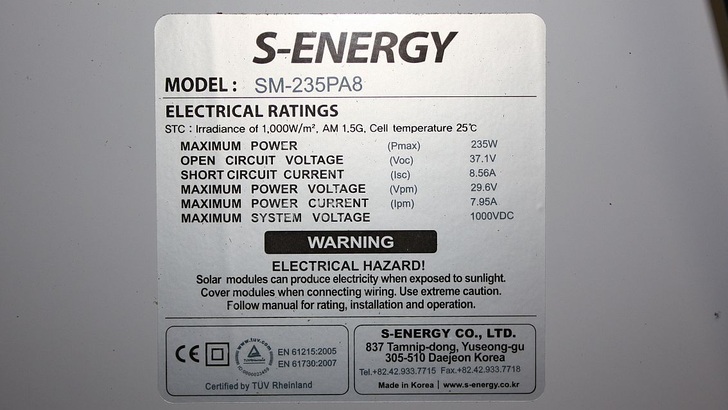 S-ENERGY
MODEL : SM-235PA8
ELECTRICAL RATINGS
STC : Irradiance of 1,000W/m², AM 1.5G, Cell temperature 25℃
MAXIMUM POWER (Pmax) 235W
OPEN CIRCUIT VOLTAGE (Voc) 37.1V
SHORT CIRCUIT CURRENT (Isc) 8.56A
MAXIMUM POWER VOLTAGE (Vpm) 29.6V
MAXIMUM POWER CURRENT (Ipm) 7.95A
MAXIMUM SYSTEM VOLTAGE 1000VDC
WARNING
ELECTRICAL HAZARD!
Solar modules can produce electricity when exposed to sunlight.
Cover modules when connecting wiring. Use extreme caution.
Follow manual for rating, installation and operation.
CE
www.tuv.com
EN 61215:2005
EN 61730:2007
Certified by TÜV Rheinland
S-ENERGY CO., LTD.
837 Tamnip-dong, Yuseong-gu
305-510 Daejeon Korea
Tel.+82.42.933.7715 Fax.+82.42.933.7718
Made in Korea | www.s-energy.co.kr